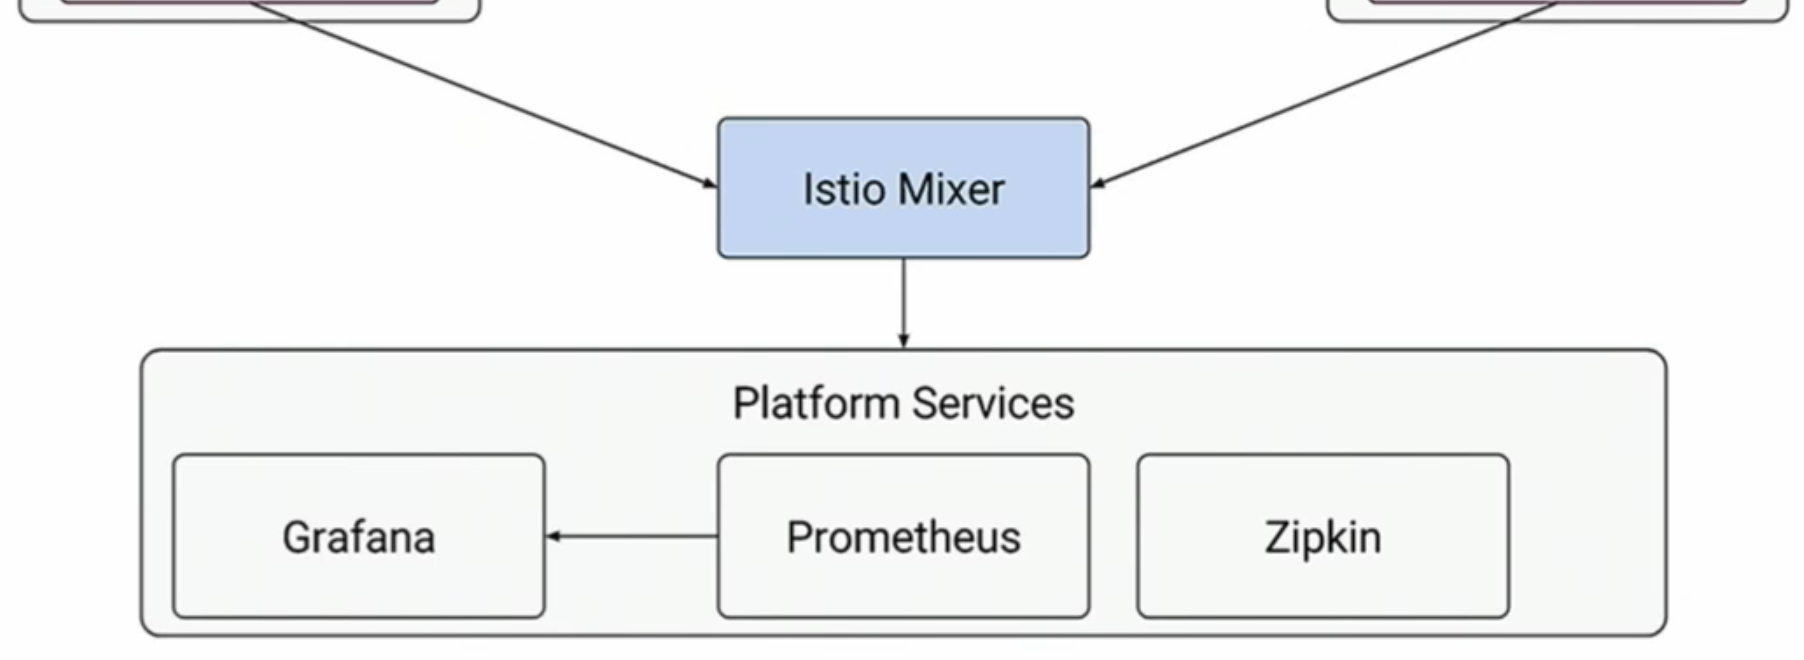 Istio Mixer
Platform Services
Grafana
Prometheus
Zipkin